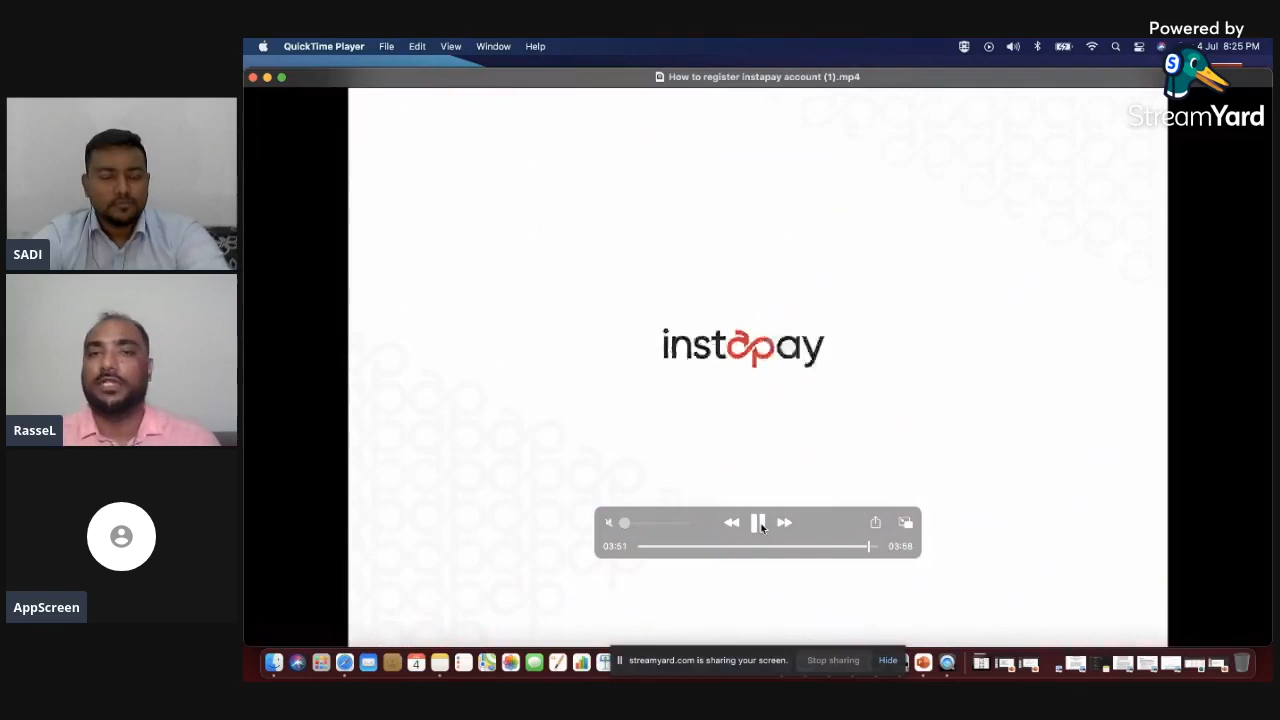 Powered by
StreamYard
QuickTime Player File Edit View Window Help
4 Jul 8:25 PM
How to register instapay account (1).mp4
SADI
RasseL
AppScreen
instapay
03:51
03:58
4
streamyard.com is sharing your screen. Stop sharing Hide